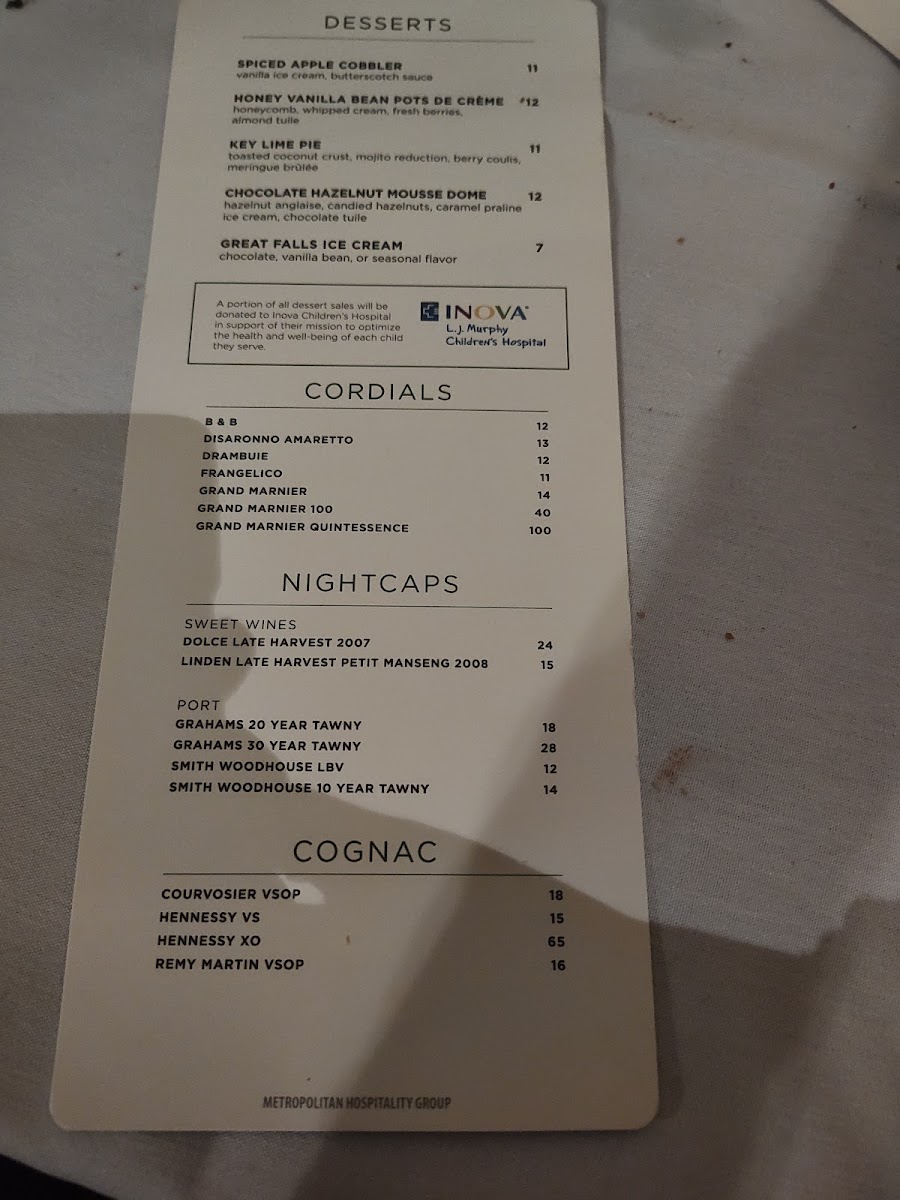 DESSERTS
SPICED APPLE COBBLER 11
vanilla ice cream, butterscotch sauce
HONEY VANILLA BEAN POTS DE CRÈME 12
honeycomb, whipped cream, fresh berries,
almond tuile
KEY LIME PIE 11
toasted coconut crust, mojito reduction, berry coulis,
meringue brûlée
CHOCOLATE HAZELNUT MOUSSE DOME 12
hazelnut anglaise, candied hazelnuts, caramel praline
ice cream, chocolate tuile
GREAT FALLS ICE CREAM 7
chocolate, vanilla bean, or seasonal flavor
A portion of all dessert sales will be
donated to Inova Children's Hospital
in support of their mission to optimize
the health and well-being of each child
they serve.
INOVA®
L.J. Murphy
Children's Hospital
CORDIALS
B & B 12
DISARONNO AMARETTO 13
DRAMBUIE 12
FRANGELICO 11
GRAND MARNIER 14
GRAND MARNIER 100 40
GRAND MARNIER QUINTESSENCE 100
NIGHTCAPS
SWEET WINES
DOLCE LATE HARVEST 2007 24
LINDEN LATE HARVEST PETIT MANSENG 2008 15
PORT
GRAHAMS 20 YEAR TAWNY 18
GRAHAMS 30 YEAR TAWNY 28
SMITH WOODHOUSE LBV 12
SMITH WOODHOUSE 10 YEAR TAWNY 14
COGNAC
COURVOSIER VSOP 18
HENNESSY VS 15
HENNESSY XO 65
REMY MARTIN VSOP 16
METROPOLITAN HOSPITALITY GROUP